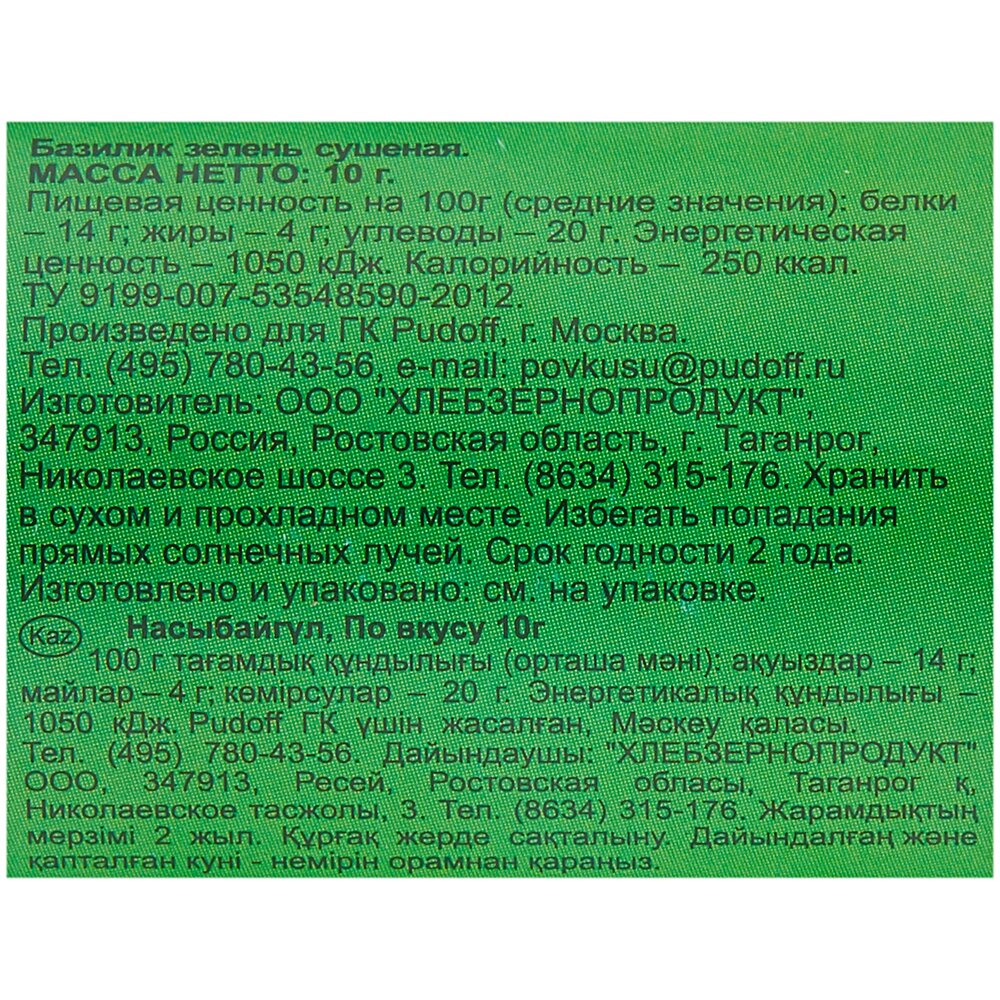 Базилик зелень сушеная.
МАССА НЕТТО: 10 г.
Пищевая ценность на 100г (средние значения): белки
– 14 г; жиры – 4 г; углеводы – 20 г. Энергетическая
ценность – 1050 кДж. Калорийность – 250 ккал.
ТУ 9199-007-53548590-2012.
Произведено для ГК Pudoff, г. Москва.
Тел. (495) 780-43-56, e-mail: povkusu@pudoff.ru
Изготовитель: ООО "ХЛЕБЗЕРНОПРОДУКТ",
347913, Россия, Ростовская область, г. Таганрог,
Николаевское шоссе 3. Тел. (8634) 315-176. Хранить
в сухом и прохладном месте. Избегать попадания
прямых солнечных лучей. Срок годности 2 года.
Изготовлено и упаковано: см. на упаковке.
Kaz Насыбайгүл, По вкусу 10г
100 г тағамдық құндылығы (орташа мәні): ақуыздар – 14 г;
майлар – 4 г; көмірсулар – 20 г. Энергетикалық құндылығы –
1050 кДж. Pudoff ГК үшін жасалған, Мәскеу қаласы.
Тел. (495) 780-43-56. Дайындаушы: "ХЛЕБЗЕРНОПРОДУКТ"
ООО, 347913, Ресей, Ростовская обласы, Таганрог қ,
Николаевское тасжолы, 3. Тел. (8634) 315-176. Жарамдықтың
мерзімі 2 жыл. Құрғақ жерде сақталыну. Дайындалған және
қапталған күні - немірін орамнан қараңыз.